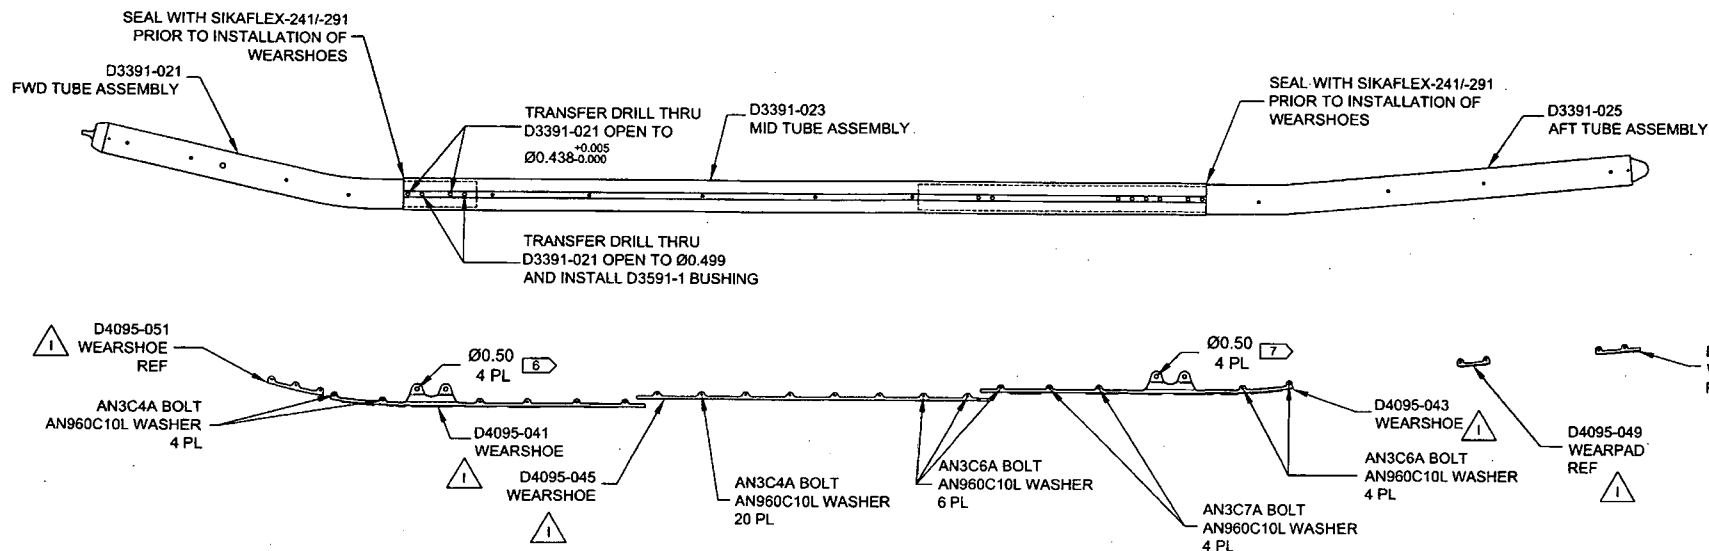 SEAL WITH SIKAFLEX-241/-291
PRIOR TO INSTALLATION OF
WEARSHOES
D3391-021
FWD TUBE ASSEMBLY
TRANSFER DRILL THRU
D3391-021 OPEN TO
Ø0.438+0.005
-0.000
D3391-023
MID TUBE ASSEMBLY
SEAL WITH SIKAFLEX-241/-291
PRIOR TO INSTALLATION OF
WEARSHOES
D3391-025
AFT TUBE ASSEMBLY
TRANSFER DRILL THRU
D3391-021 OPEN TO Ø0.499
AND INSTALL D3591-1 BUSHING
1
D4095-051
WEARSHOE
REF
Ø0.50
4 PL
6
AN3C4A BOLT
AN960C10L WASHER
4 PL
D4095-041
WEARSHOE
1
D4095-045
WEARSHOE
1
AN3C4A BOLT
AN960C10L WASHER
20 PL
AN3C6A BOLT
AN960C10L WASHER
6 PL
Ø0.50
4 PL
7
AN3C7A BOLT
AN960C10L WASHER
4 PL
D4095-043
WEARSHOE
1
AN3C6A BOLT
AN960C10L WASHER
4 PL
D4095-049
WEARPAD
REF
1